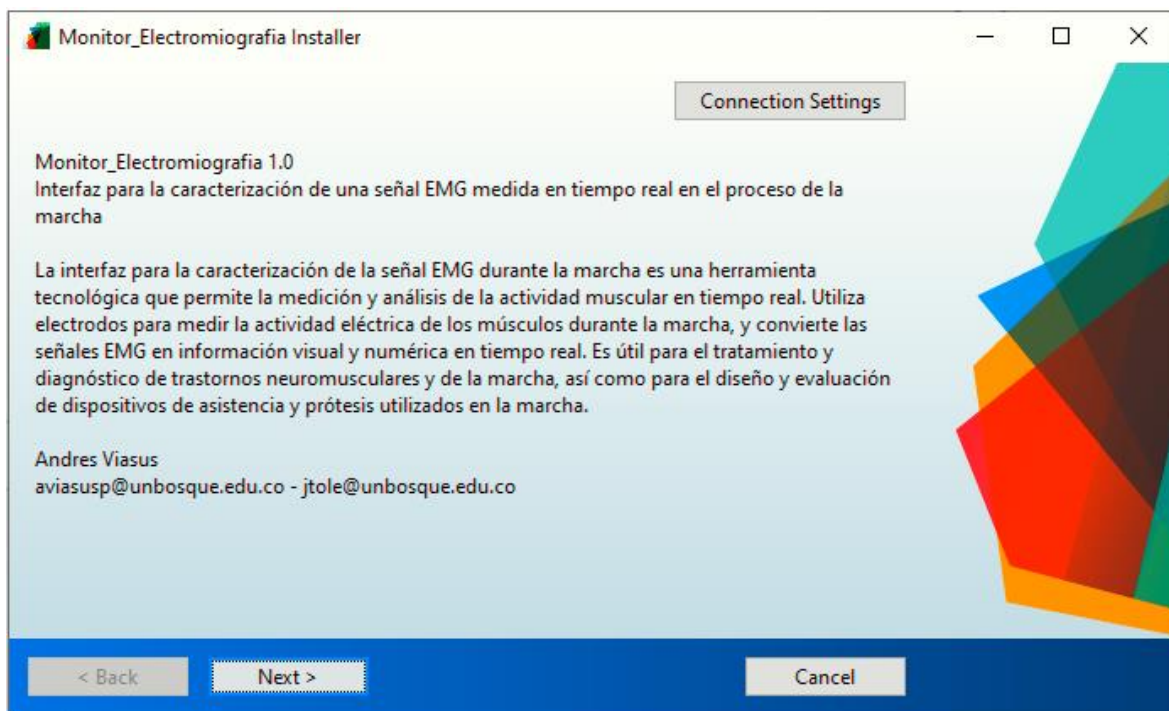 Monitor_Electromiografia Installer
Connection Settings
Monitor_Electromiografia 1.0
Interfaz para la caracterización de una señal EMG medida en tiempo real en el proceso de la
marcha
La interfaz para la caracterización de la señal EMG durante la marcha es una herramienta
tecnológica que permite la medición y análisis de la actividad muscular en tiempo real. Utiliza
electrodos para medir la actividad eléctrica de los músculos durante la marcha, y convierte las
señales EMG en información visual y numérica en tiempo real. Es útil para el tratamiento y
diagnóstico de trastornos neuromusculares y de la marcha, así como para el diseño y evaluación
de dispositivos de asistencia y prótesis utilizados en la marcha.
Andres Viasus
aviasusp@unbosque.edu.co - jtole@unbosque.edu.co
< Back
Next >
Cancel